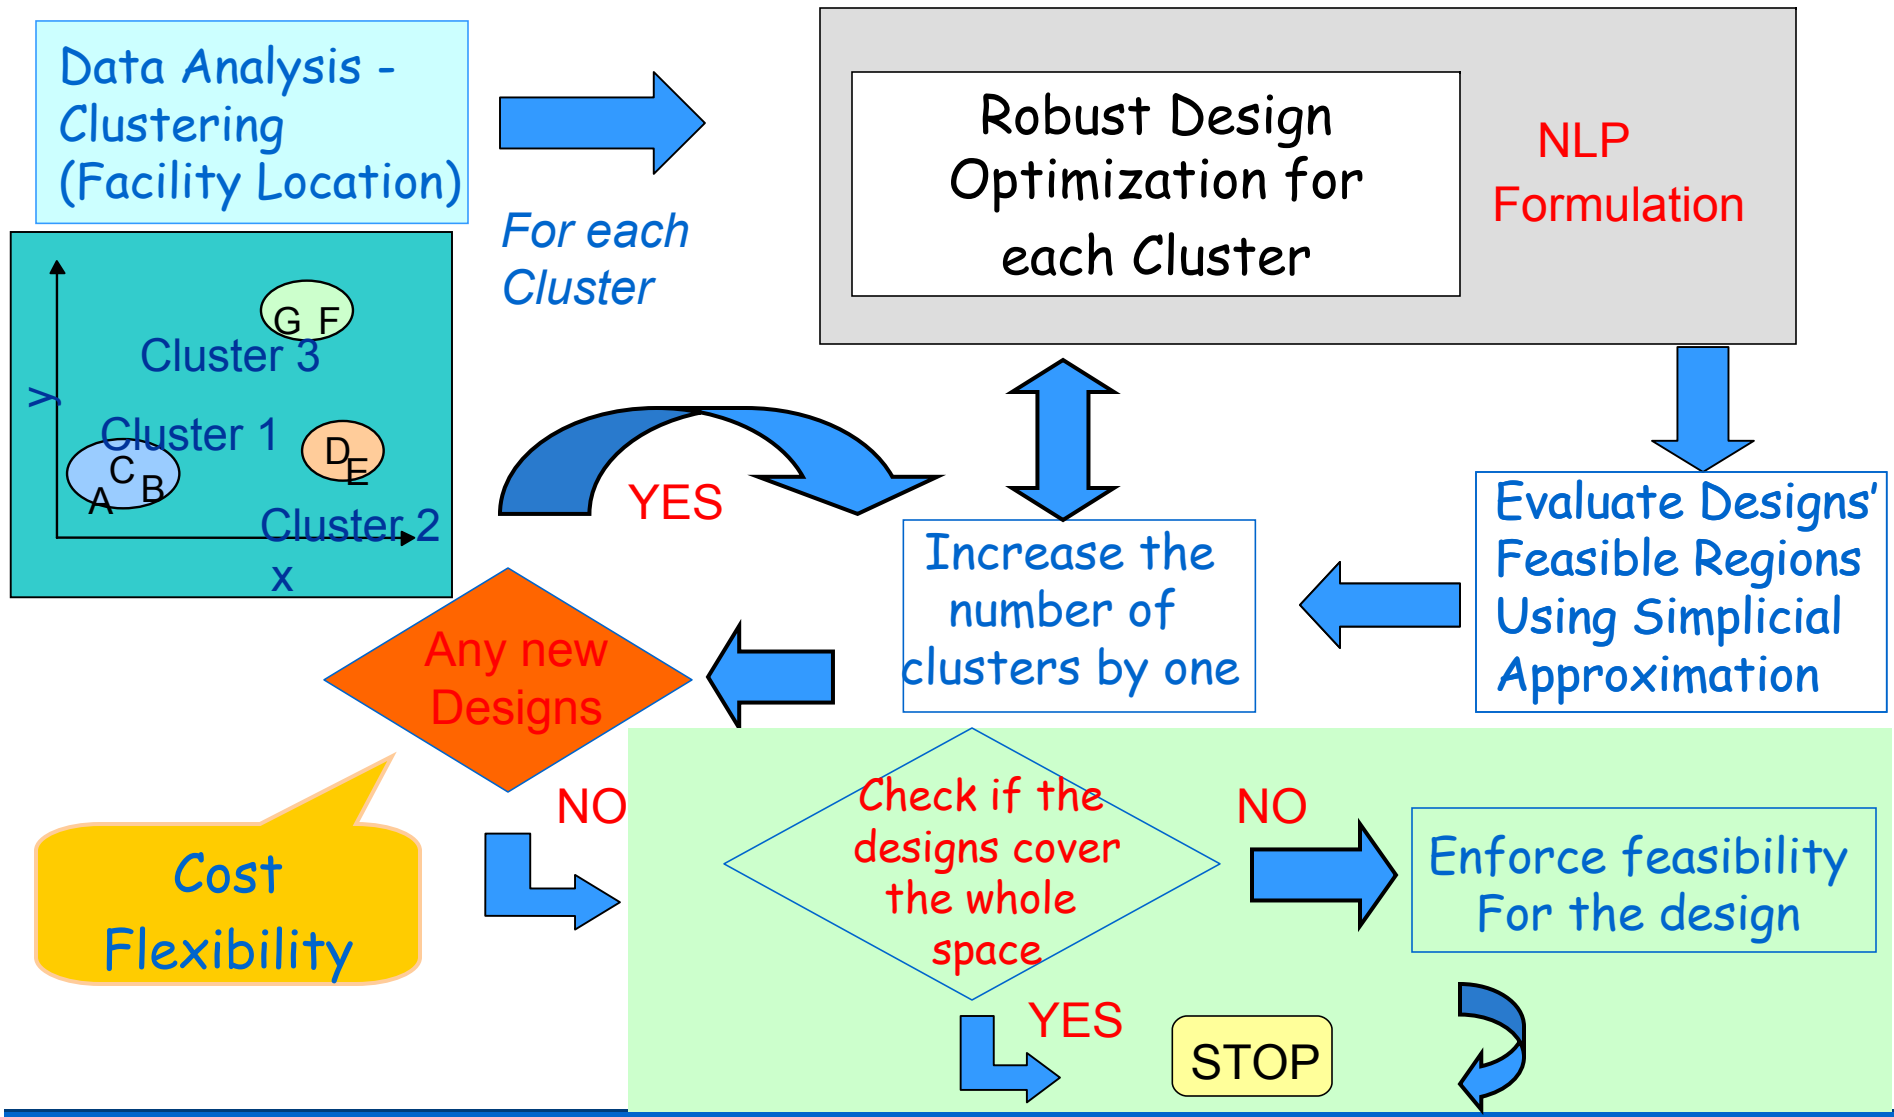 Data Analysis -
Clustering
(Facility Location)
For each
Cluster
Robust Design
Optimization for
each Cluster
NLP
Formulation
G F
Cluster 3
y
Cluster 1
C
A
B
D
E
Cluster 2
x
YES
Increase the
number of
clusters by one
Evaluate Designs’
Feasible Regions
Using Simplicial
Approximation
Any new
Designs
NO
Cost
Flexibility
Check if the
designs cover
the whole
space
NO
Enforce feasibility
For the design
YES
STOP